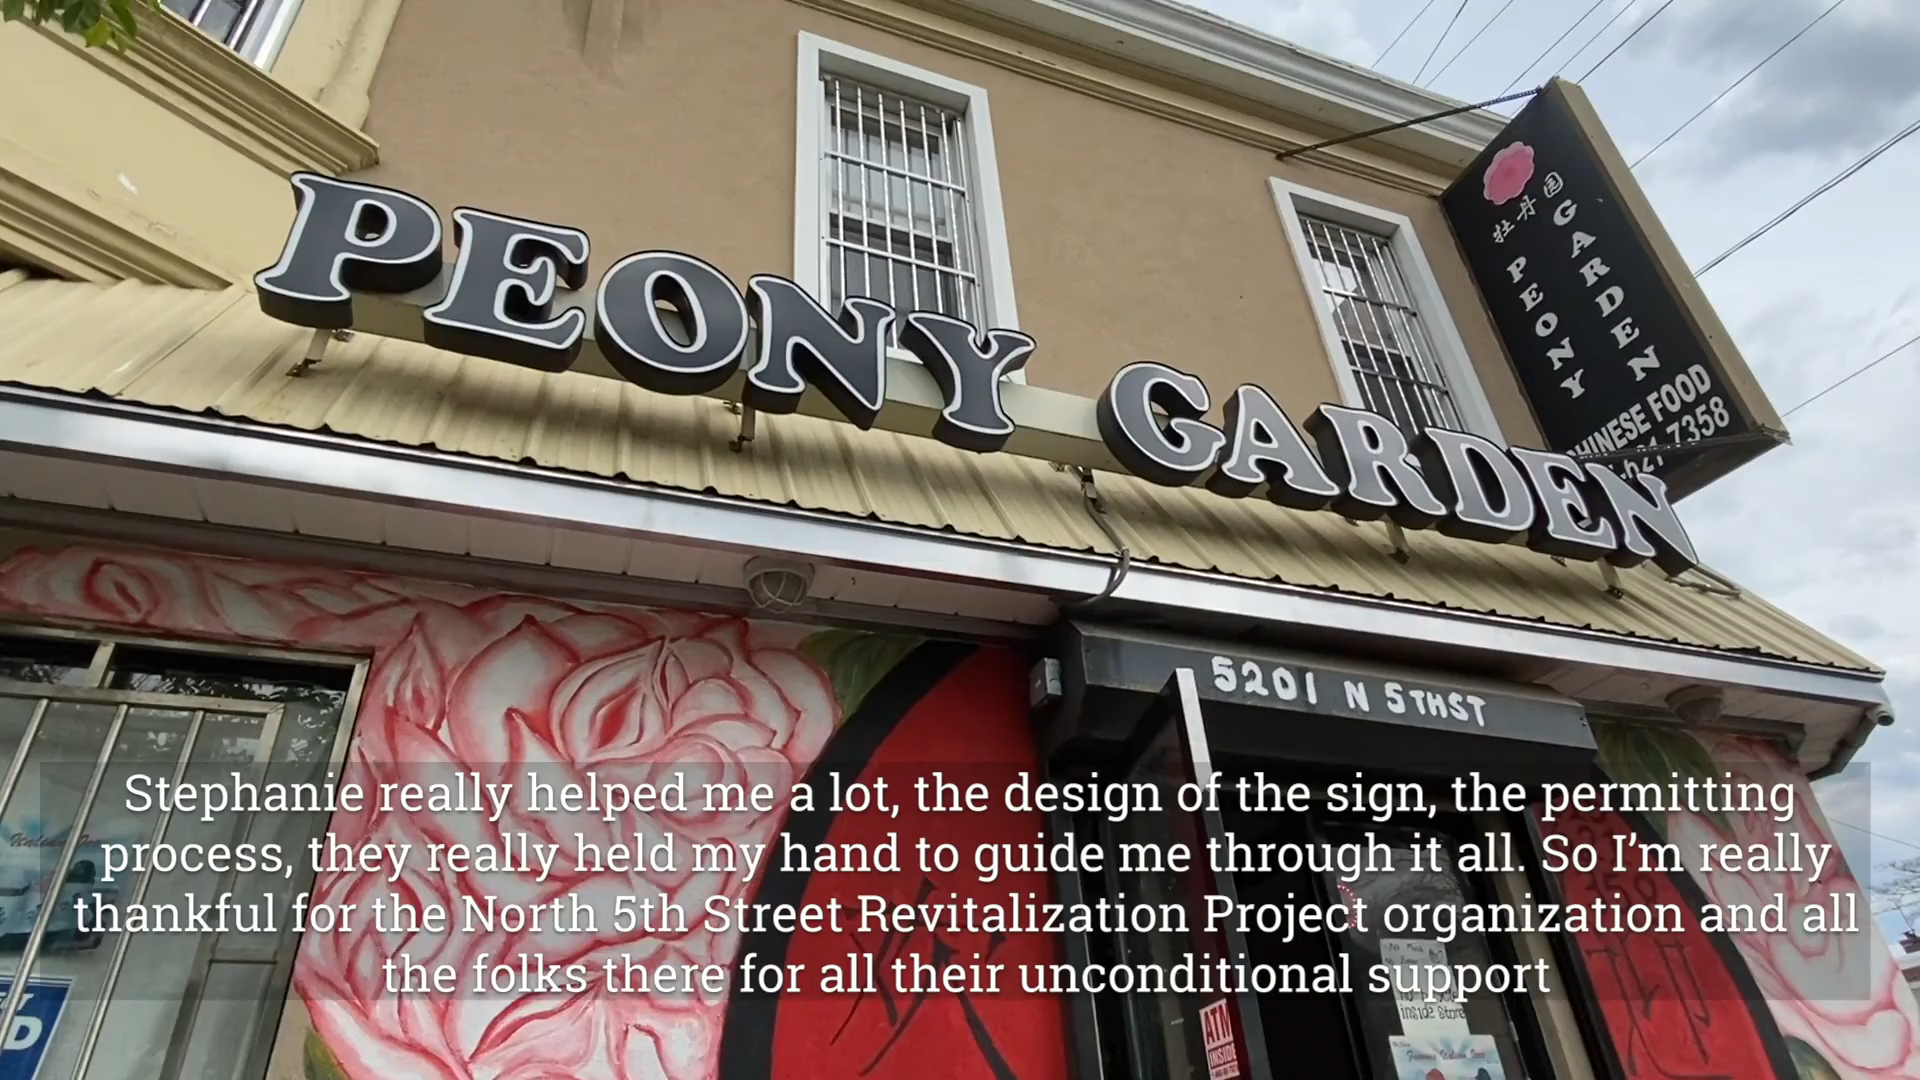 PEONY GARDEN
牡丹园
PEONY
GARDEN
CHINESE FOOD
7358
5201 N 5THST
Stephanie really helped me a lot, the design of the sign, the permitting
process, they really held my hand to guide me through it all. So I’m really
thankful for the North 5th Street Revitalization Project organization and all
the folks there for all their unconditional support
inside Store
ATM
INSIDE